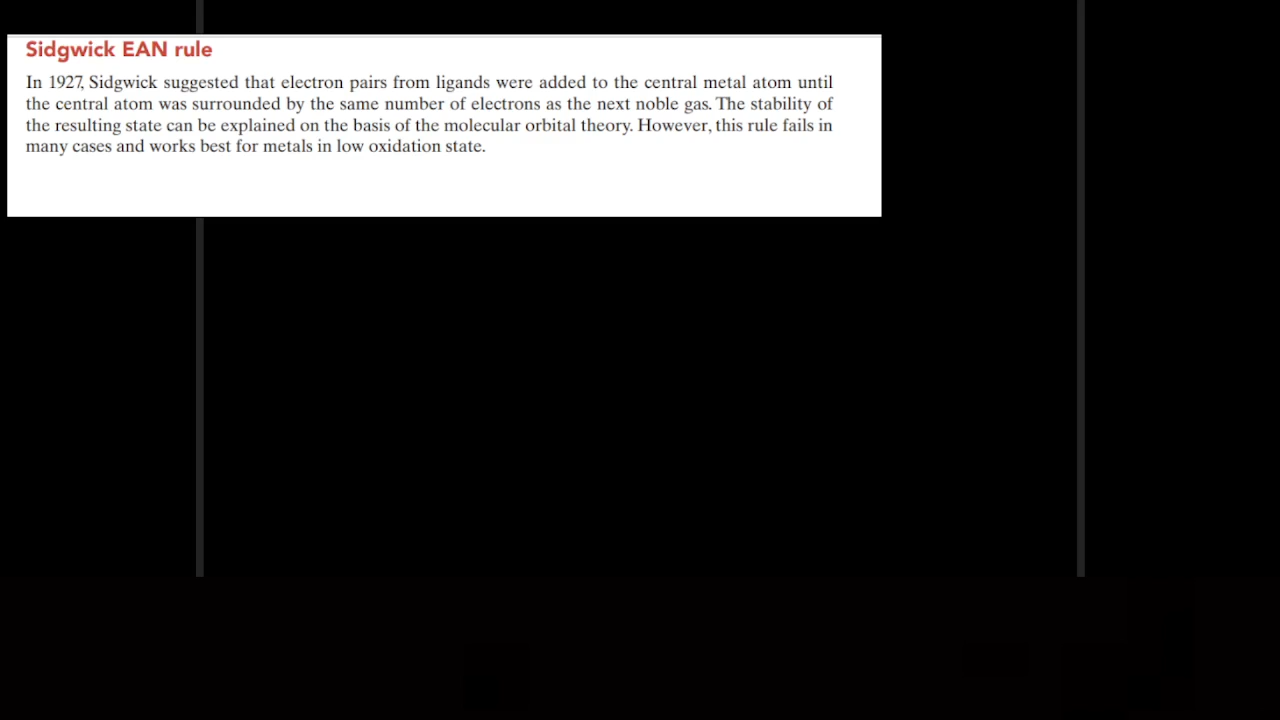 Sidgwick EAN rule
In 1927, Sidgwick suggested that electron pairs from ligands were added to the central metal atom until
the central atom was surrounded by the same number of electrons as the next noble gas. The stability of
the resulting state can be explained on the basis of the molecular orbital theory. However, this rule fails in
many cases and works best for metals in low oxidation state.